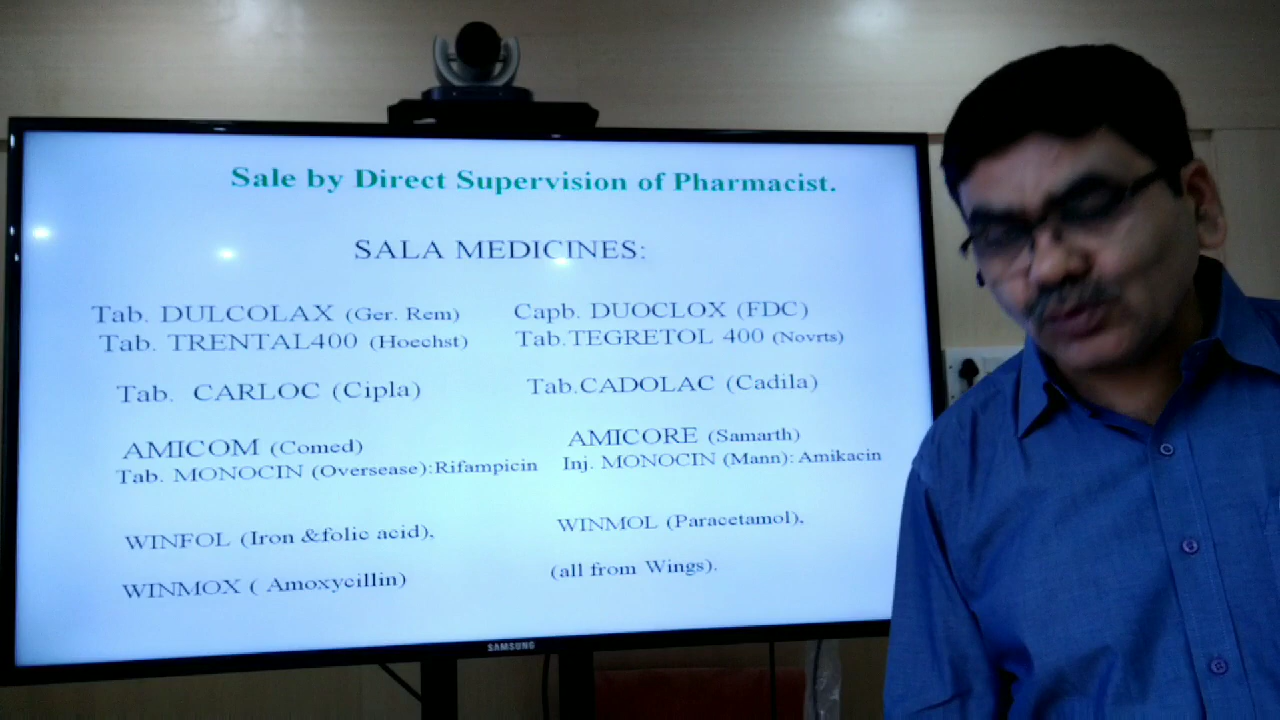 Sale by Direct Supervision of Pharmacist.
SALA MEDICINES:
Tab. DULCOLAX (Ger. Rem) Capb. DUOCLOX (FDC)
Tab. TRENTAL400 (Hoechst) Tab.TEGRETOL 400 (Novrts)
Tab. CARLOC (Cipla) Tab.CADOLAC (Cadila)
AMICOM (Comed) AMICORE (Samarth)
Tab. MONOCIN (Oversease):Rifampicin Inj. MONOCIN (Mann): Amikacin
WINFOL (Iron &folic acid), WINMOL (Paracetamol),
WINMOX ( Amoxycillin) (all from Wings).
SAMSUNG